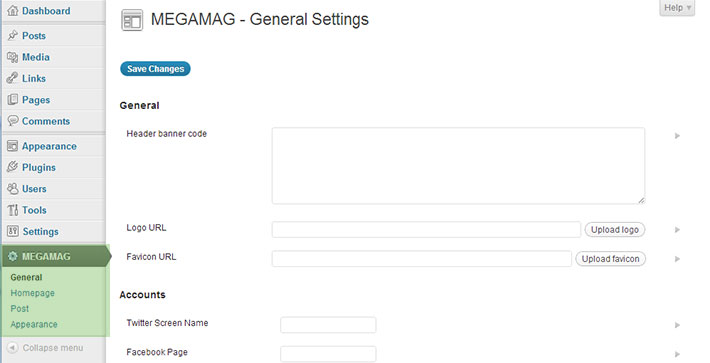 Dashboard
Posts
Media
Links
Pages
Comments
Appearance
Plugins
Users
Tools
Settings
MEGAMAG
General
Homepage
Post
Appearance
Collapse menu
MEGAMAG - General Settings
Help
Save Changes
General
Header banner code
Logo URL
Upload logo
Favicon URL
Upload favicon
Accounts
Twitter Screen Name
Facebook Page